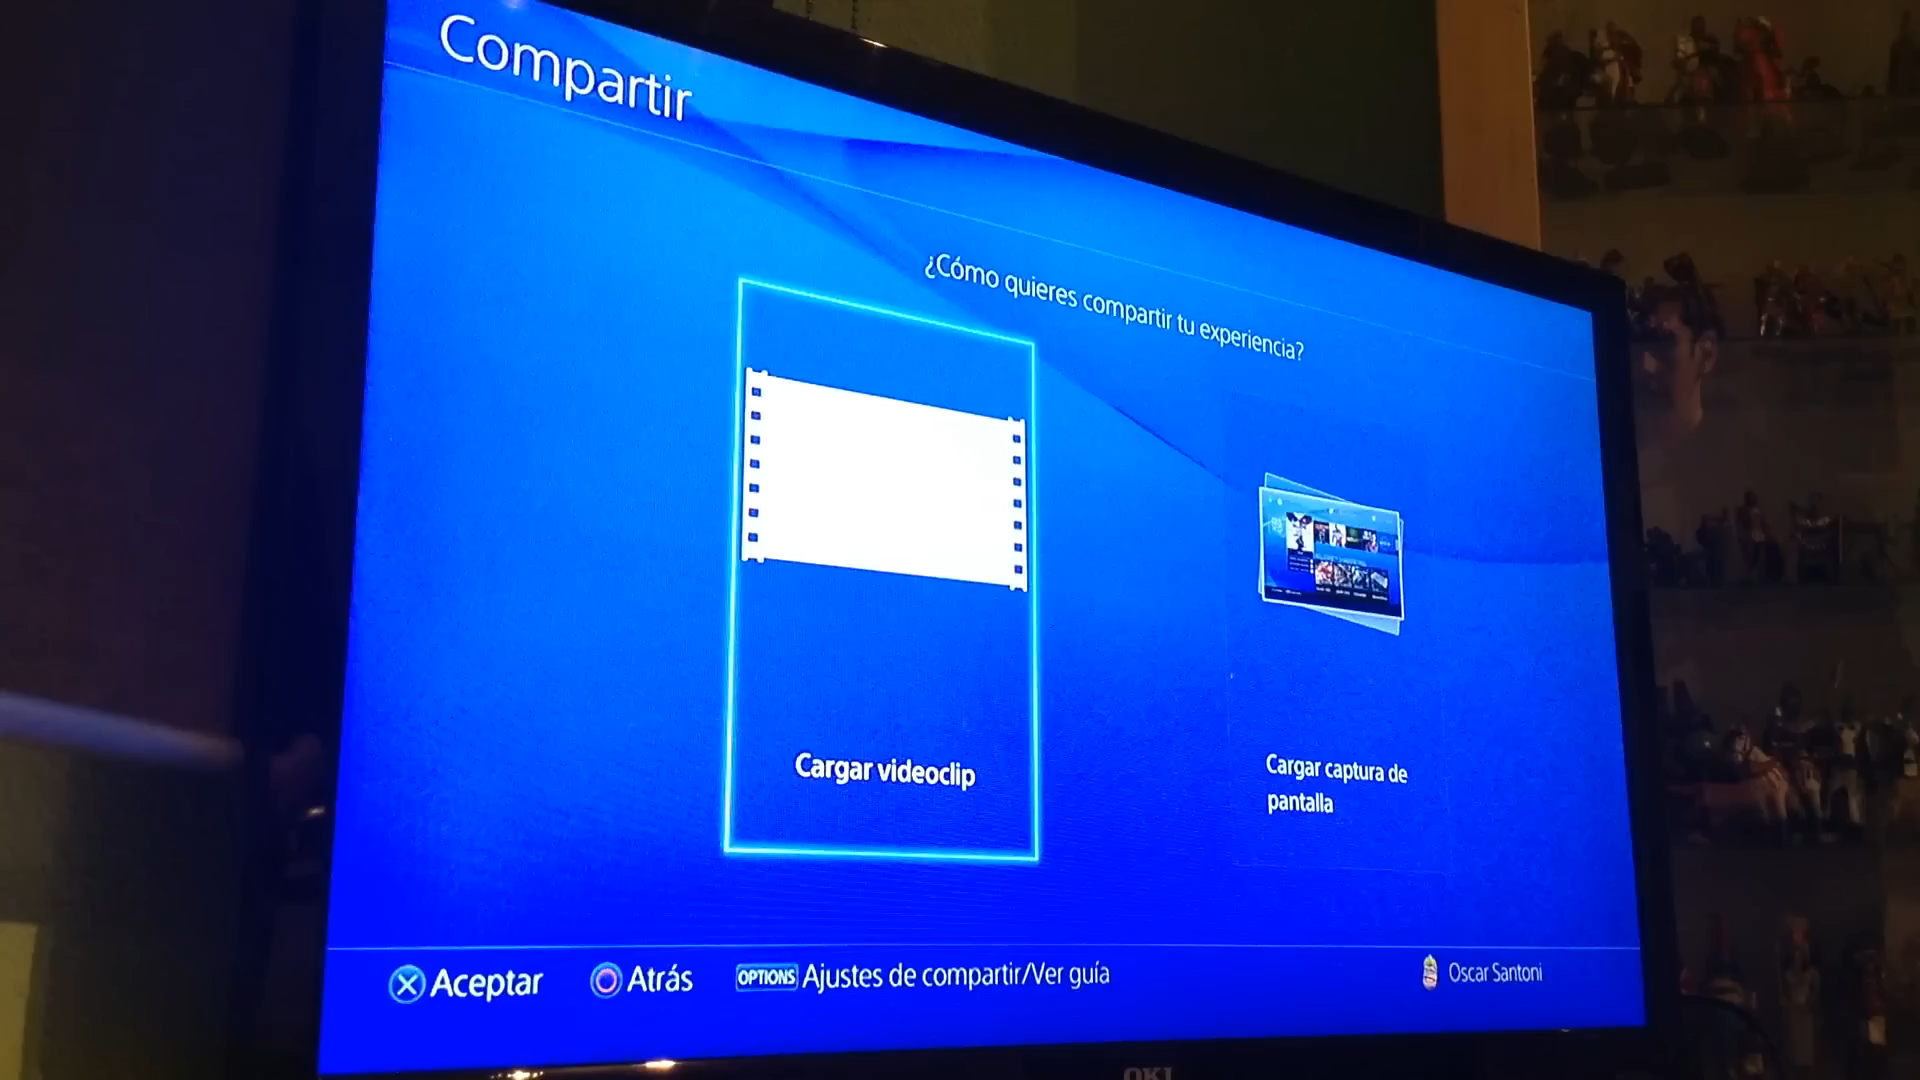 Compartir
¿Cómo quieres compartir tu experiencia?
Cargar videoclip
Cargar captura de
pantalla
Aceptar
Atrás
OPTIONS Ajustes de compartir/Ver guía
Oscar Santoni
OKI